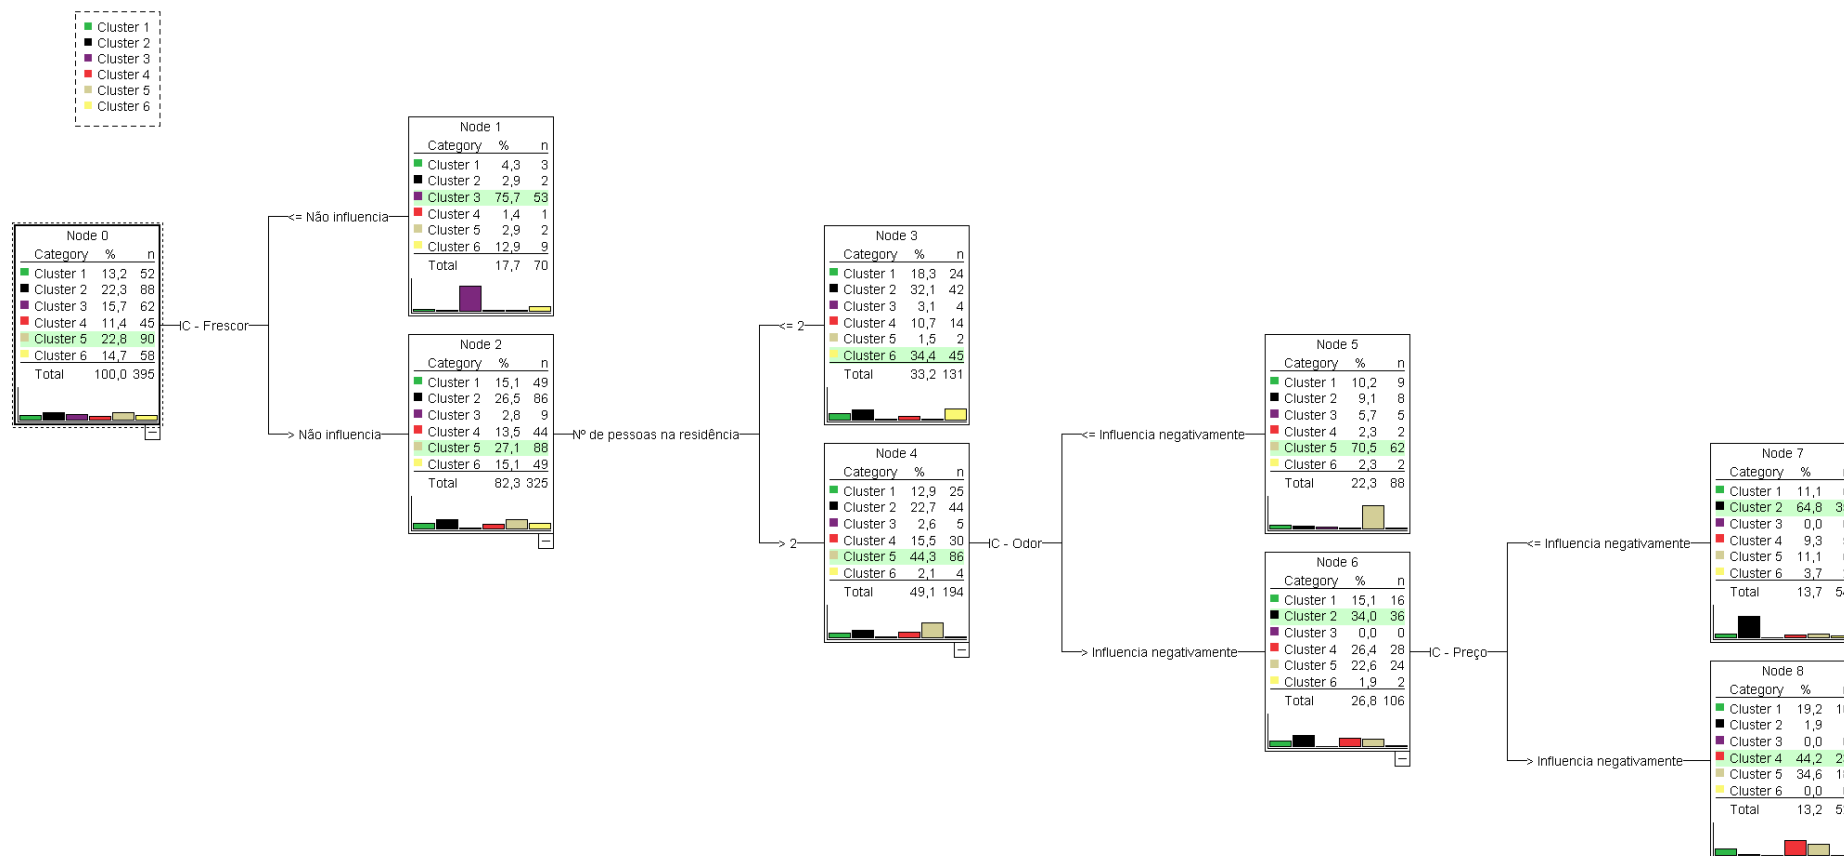 Cluster 1
Cluster 2
Cluster 3
Cluster 4
Cluster 5
Cluster 6
Node 0
Category % n
Cluster 1 13,2 52
Cluster 2 22,3 88
Cluster 3 15,7 62
Cluster 4 11,4 45
Cluster 5 22,8 90
Cluster 6 14,7 58
Total 100,0 395
IC - Frescor
<= Não influencia
Node 1
Category % n
Cluster 1 4,3 3
Cluster 2 2,9 2
Cluster 3 75,7 53
Cluster 4 1,4 1
Cluster 5 2,9 2
Cluster 6 12,9 9
Total 17,7 70
> Não influencia
Node 2
Category % n
Cluster 1 15,1 49
Cluster 2 26,5 86
Cluster 3 2,8 9
Cluster 4 13,5 44
Cluster 5 27,1 88
Cluster 6 15,1 49
Total 82,3 325
Nº de pessoas na residência
<= 2
Node 3
Category % n
Cluster 1 18,3 24
Cluster 2 32,1 42
Cluster 3 3,1 4
Cluster 4 10,7 14
Cluster 5 1,5 2
Cluster 6 34,4 45
Total 33,2 131
> 2
Node 4
Category % n
Cluster 1 12,9 25
Cluster 2 22,7 44
Cluster 3 2,6 5
Cluster 4 15,5 30
Cluster 5 44,3 86
Cluster 6 2,1 4
Total 49,1 194
IC - Odor
<= Influencia negativamente
Node 5
Category % n
Cluster 1 10,2 9
Cluster 2 9,1 8
Cluster 3 5,7 5
Cluster 4 2,3 2
Cluster 5 70,5 62
Cluster 6 2,3 2
Total 22,3 88
> Influencia negativamente
Node 6
Category % n
Cluster 1 15,1 16
Cluster 2 34,0 36
Cluster 3 0,0 0
Cluster 4 26,4 28
Cluster 5 22,6 24
Cluster 6 1,9 2
Total 26,8 106
IC - Preço
<= Influencia negativamente
Node 7
Category %
Cluster 1 11,1
Cluster 2 64,8
Cluster 3 0,0
Cluster 4 9,3
Cluster 5 11,1
Cluster 6 3,7
Total 13,7
> Influencia negativamente
Node 8
Category %
Cluster 1 19,2
Cluster 2 1,9
Cluster 3 0,0
Cluster 4 44,2
Cluster 5 34,6
Cluster 6 0,0
Total 13,2